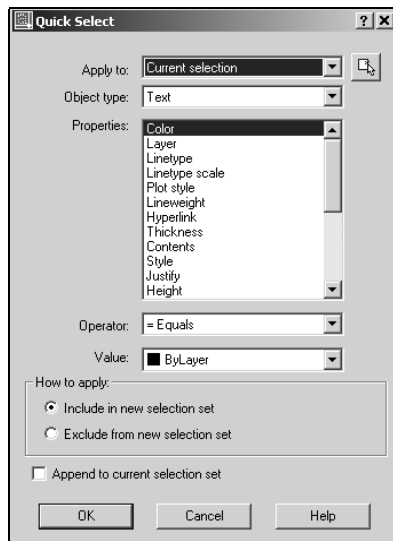 Quick Select
Apply to: Current selection
Object type: Text
Properties: Color
Layer
Linetype
Linetype scale
Plot style
Lineweight
Hyperlink
Thickness
Contents
Style
Justify
Height
Operator: = Equals
Value: ByLayer
How to apply:
Include in new selection set
Exclude from new selection set
Append to current selection set
OK Cancel Help